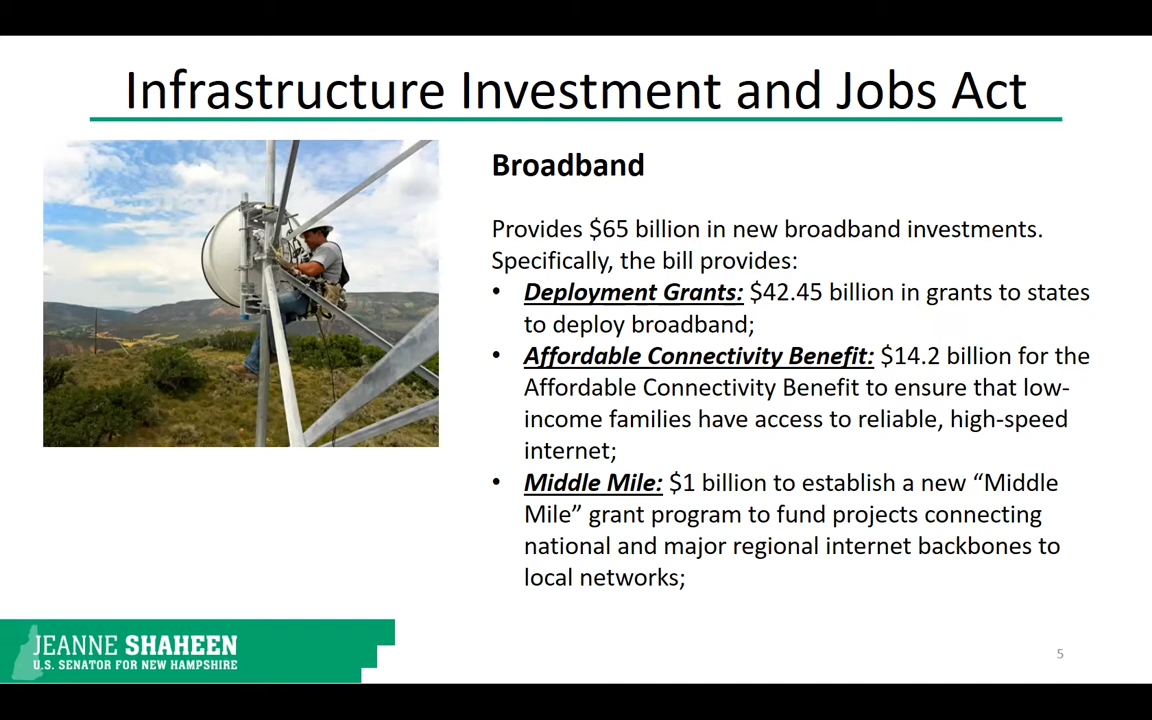 Infrastructure Investment and Jobs Act
Broadband
Provides $65 billion in new broadband investments.
Specifically, the bill provides:
• Deployment Grants: $42.45 billion in grants to states
to deploy broadband;
• Affordable Connectivity Benefit: $14.2 billion for the
Affordable Connectivity Benefit to ensure that low-
income families have access to reliable, high-speed
internet;
• Middle Mile: $1 billion to establish a new “Middle
Mile” grant program to fund projects connecting
national and major regional internet backbones to
local networks;
JEANNE SHAHEEN
U.S. SENATOR FOR NEW HAMPSHIRE
5